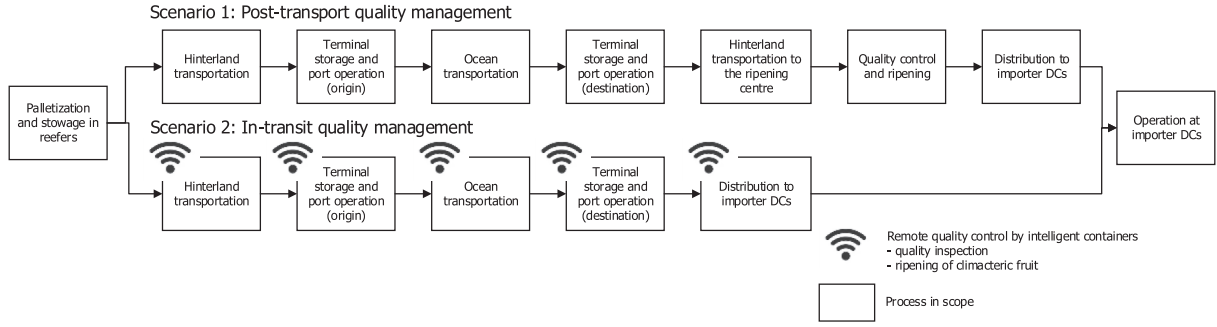 Scenario 1: Post-transport quality management
Palletization
and stowage in
reefers
Hinterland
transportation
Terminal
storage and
port operation
(origin)
Ocean
transportation
Terminal
storage and
port operation
(destination)
Hinterland
transportation to
the ripening
centre
Quality control
and ripening
Distribution to
importer DCs
Operation at
importer DCs
Scenario 2: In-transit quality management
Hinterland
transportation
Terminal
storage and
port operation
(origin)
Ocean
transportation
Terminal
storage and
port operation
(destination)
Distribution to
importer DCs
Remote quality control by intelligent containers
- quality inspection
- ripening of climacteric fruit
Process in scope